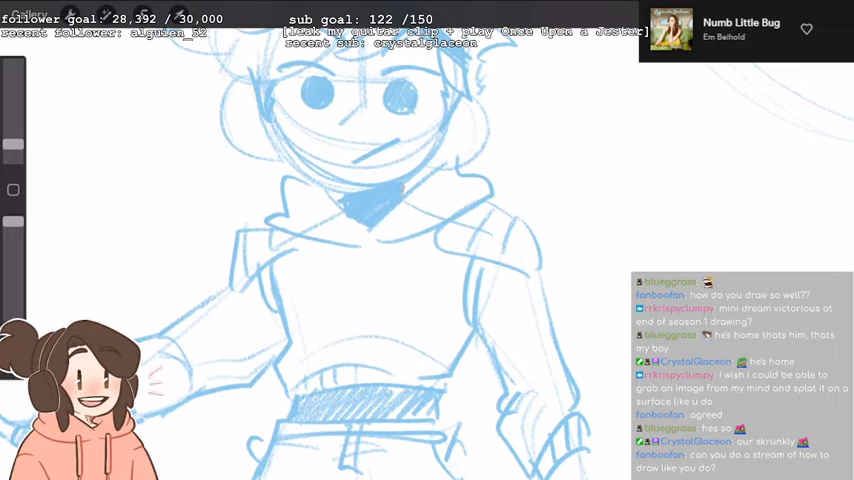 Gallery
follower goal: 28,392 / 30,000
sub goal: 122 /150
recent follower: alguien_52
[leak my guitar clip + play Once Upon a Jester]
recent sub: crystalglaceon
Numb Little Bug
Em Beihold
blueggrass:
fanboofan: how do you draw so well??
rrkrispyclumpy: mini dream victorious at
end of season 1 drawing?
blueggrass: he's home thats him, thats
my boy
CrystalGlaceon: he's home
rrkrispyclumpy: I wish I could be able to
grab an image from my mind and splat it on a
surface like u do
fanboofan: agreed
blueggrass: hes so
CrystalGlaceon: our skrunkly
fanboofan: can you do a stream of how to
draw like you do?